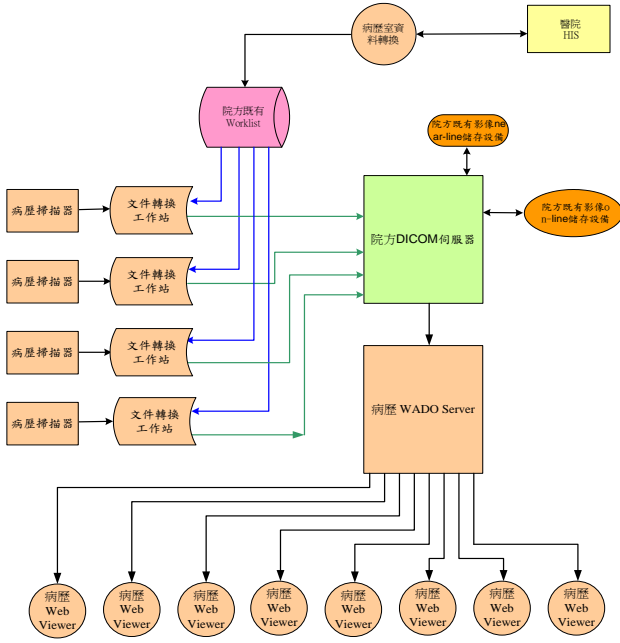 病歷室資
料轉換
醫院
HIS
院方既有
Worklist
院方既有影像ne
ar-line儲存設備
院方既有影像o
n-line儲存設備
院方DICOM伺服器
病歷掃描器
文件轉換
工作站
病歷掃描器
文件轉換
工作站
病歷掃描器
文件轉換
工作站
病歷掃描器
文件轉換
工作站
病歷 WADO Server
病歷
Web
Viewer
病歷
Web
Viewer
病歷
Web
Viewer
病歷
Web
Viewer
病歷
Web
Viewer
病歷
Web
Viewer
病歷
Web
Viewer
病歷
Web
Viewer